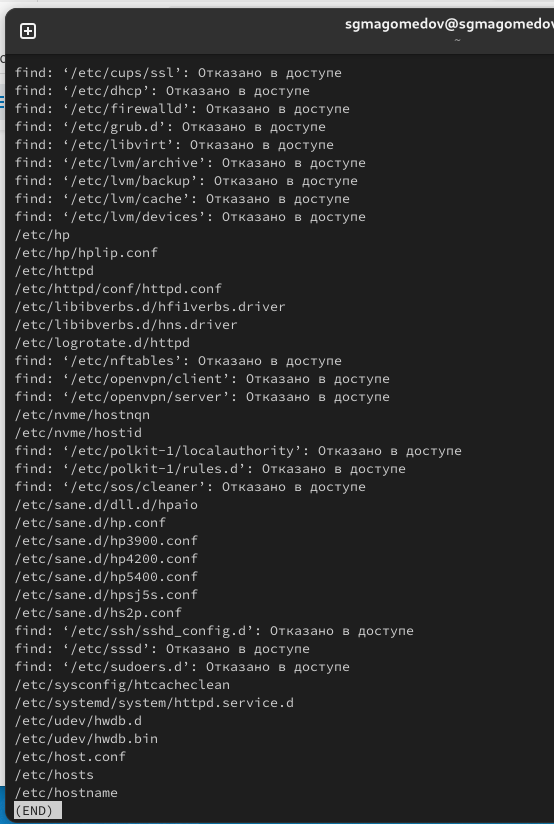 sgmagomedov@sgmagomedov
~
find: ‘/etc/cups/ssl’: Отказано в доступе
find: ‘/etc/dhcp’: Отказано в доступе
find: ‘/etc/firewalld’: Отказано в доступе
find: ‘/etc/grub.d’: Отказано в доступе
find: ‘/etc/libvirt’: Отказано в доступе
find: ‘/etc/lvm/archive’: Отказано в доступе
find: ‘/etc/lvm/backup’: Отказано в доступе
find: ‘/etc/lvm/cache’: Отказано в доступе
find: ‘/etc/lvm/devices’: Отказано в доступе
/etc/hp
/etc/hp/hplip.conf
/etc/httpd
/etc/httpd/conf/httpd.conf
/etc/libibverbs.d/hfi1verbs.driver
/etc/libibverbs.d/hns.driver
/etc/logrotate.d/httpd
find: ‘/etc/nftables’: Отказано в доступе
find: ‘/etc/openvpn/client’: Отказано в доступе
find: ‘/etc/openvpn/server’: Отказано в доступе
/etc/nvme/hostnqn
/etc/nvme/hostid
find: ‘/etc/polkit-1/localauthority’: Отказано в доступе
find: ‘/etc/polkit-1/rules.d’: Отказано в доступе
find: ‘/etc/sos/cleaner’: Отказано в доступе
/etc/sane.d/dll.d/hpaio
/etc/sane.d/hp.conf
/etc/sane.d/hp3900.conf
/etc/sane.d/hp4200.conf
/etc/sane.d/hp5400.conf
/etc/sane.d/hpsj5s.conf
/etc/sane.d/hs2p.conf
find: ‘/etc/ssh/sshd_config.d’: Отказано в доступе
find: ‘/etc/sssd’: Отказано в доступе
find: ‘/etc/sudoers.d’: Отказано в доступе
/etc/sysconfig/htcacheclean
/etc/systemd/system/httpd.service.d
/etc/udev/hwdb.d
/etc/udev/hwdb.bin
/etc/host.conf
/etc/hosts
/etc/hostname
(END)